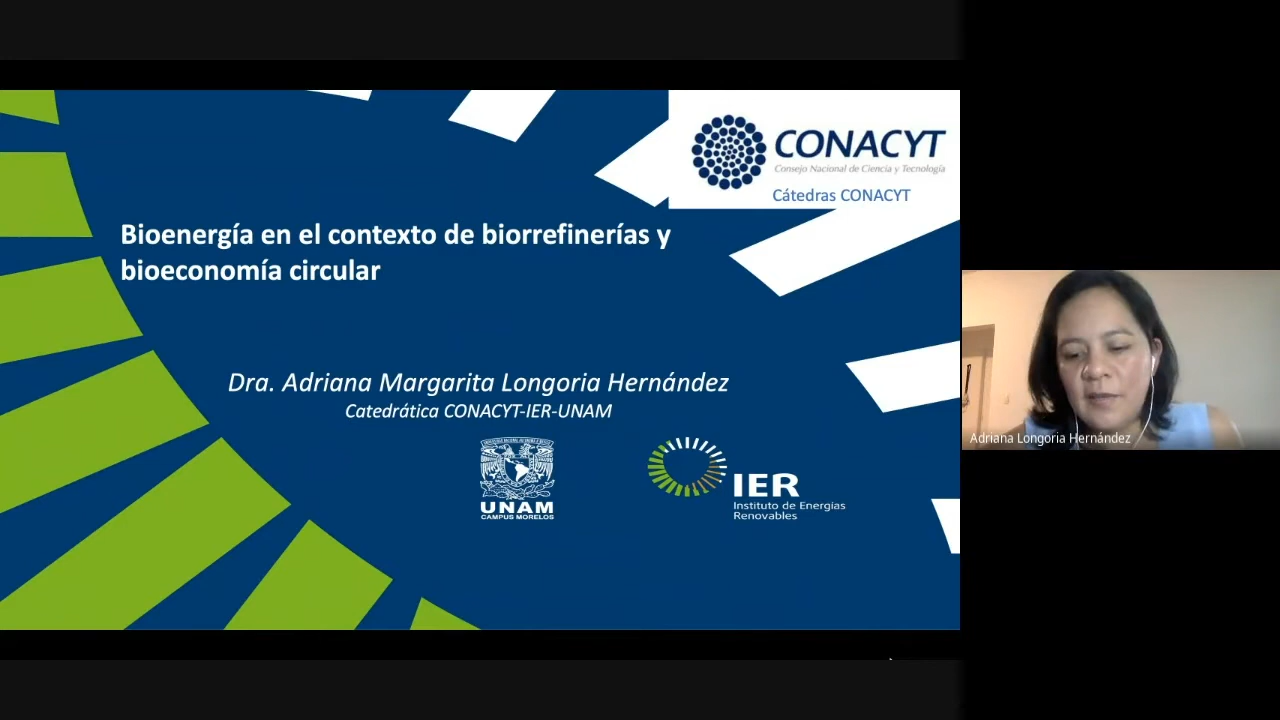 CONACYT
Consejo Nacional de Ciencia y Tecnología
Cátedras CONACYT
Bioenergía en el contexto de biorrefinerías y
bioeconomía circular
Dra. Adriana Margarita Longoria Hernández
Catedrática CONACYT-IER-UNAM
UNAM
CAMPUS MORELOS
IER
Instituto de Energías
Renovables
Adriana Longoria Hernández